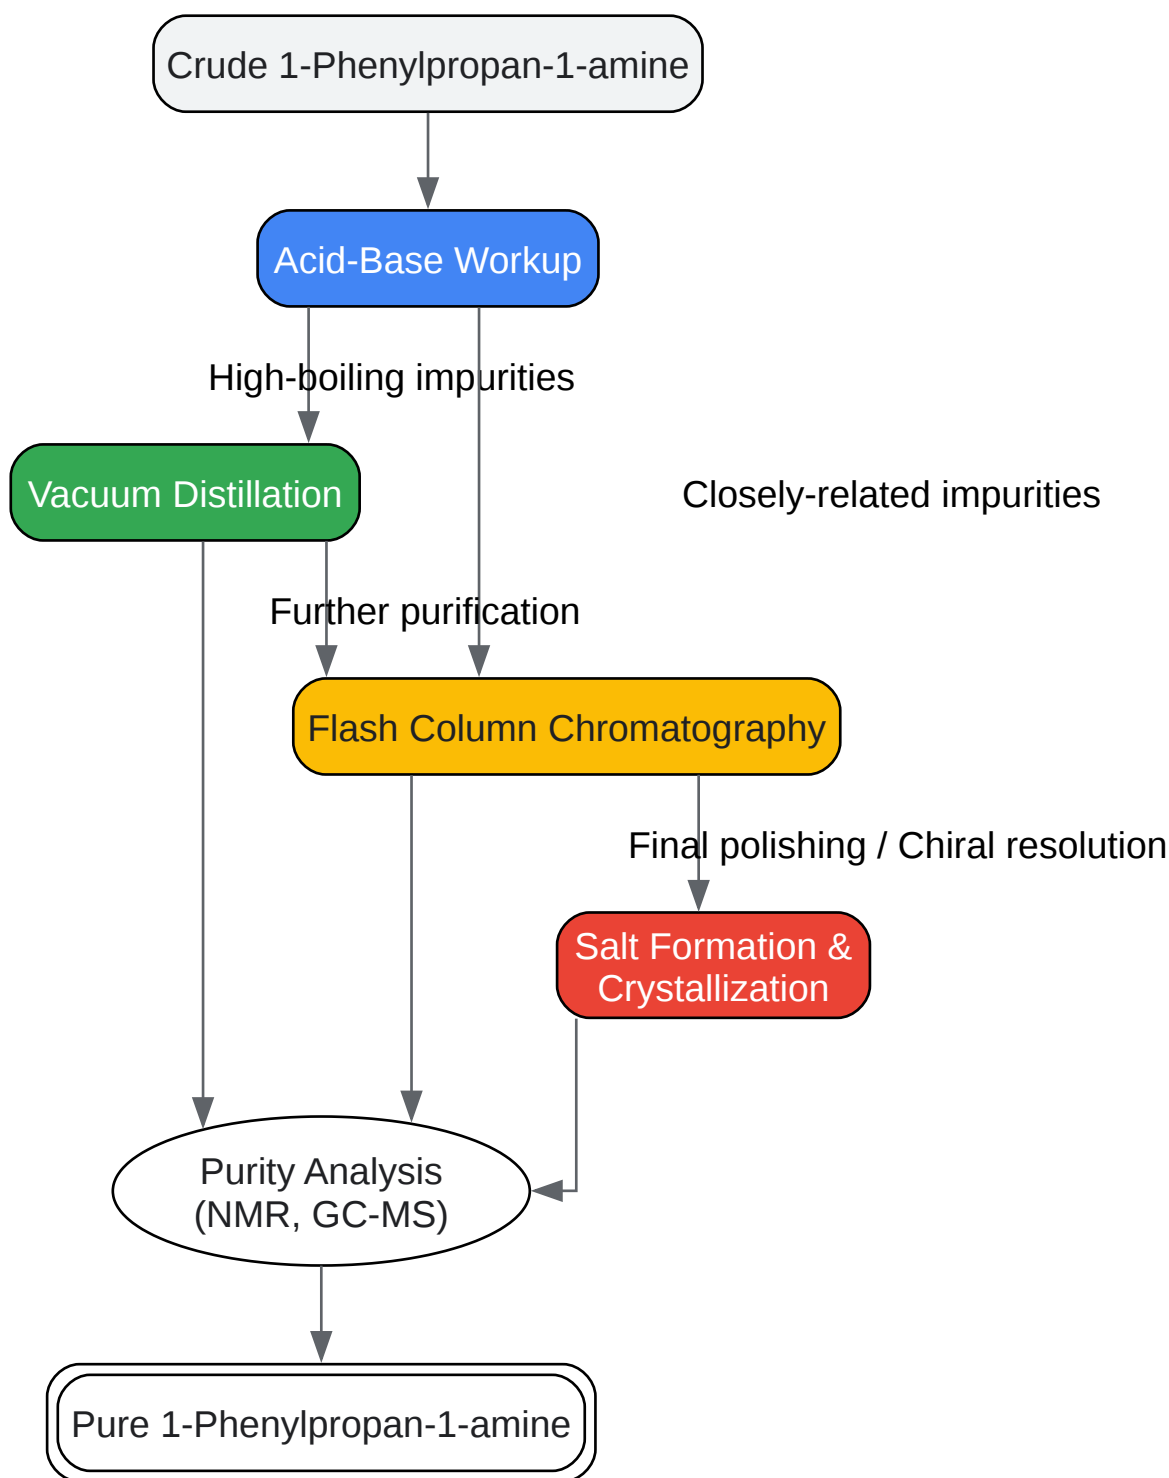 Crude 1-Phenylpropan-1-amine
Acid-Base Workup
High-boiling impurities
Vacuum Distillation
Closely-related impurities
Further purification
Flash Column Chromatography
Final polishing / Chiral resolution
Salt Formation &
Crystallization
Purity Analysis
(NMR, GC-MS)
Pure 1-Phenylpropan-1-amine